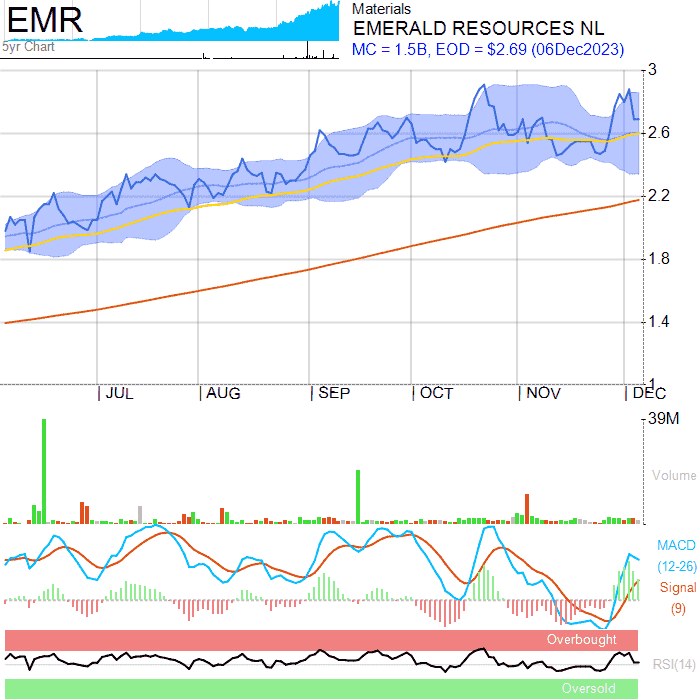 EMR
5yr Chart
Materials
EMERALD RESOURCES NL
MC = 1.5B, EOD = $2.69 (06Dec2023)
3
2.6
2.2
1.8
1.4
1
JUL
AUG
SEP
OCT
NOV
DEC
39M
Volume
MACD
(12-26)
Signal
(9)
Overbought
RSI(14)
Oversold